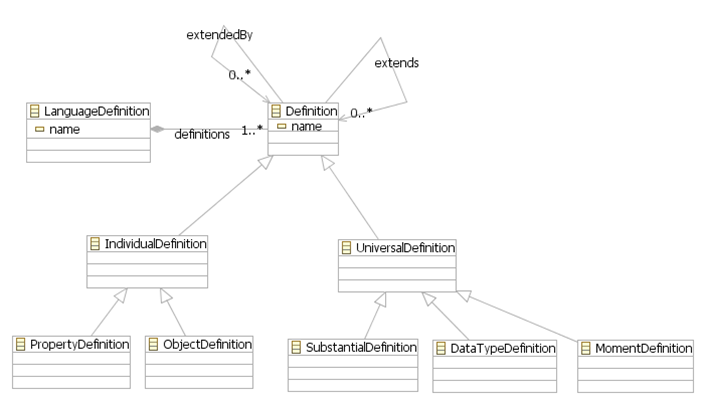 extendedBy
extends
0..*
LanguageDefinition
Definition
0..*
name
name
definitions
1..*
IndividualDefinition
UniversalDefinition
PropertyDefinition
ObjectDefinition
SubstantialDefinition
DataTypeDefinition
MomentDefinition